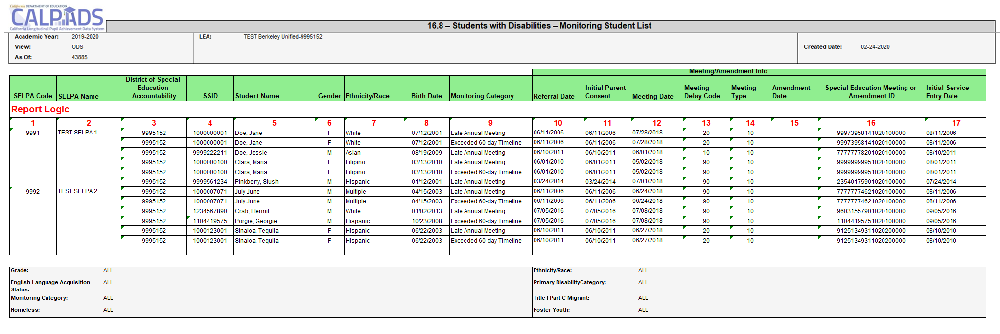 California DEPARTMENT OF EDUCATION
CALPADS
California Longitudinal Pupil Achievement Data System
16.8 – Students with Disabilities – Monitoring Student List
Academic Year: 2019-2020 LEA: TEST Berkeley Unified-9995152
View: ODS Created Date: 02-24-2020
As Of: 43885
Meeting/Amendment Info
SELPA Code SELPA Name District of Special Education Accountability SSID Student Name Gender Ethnicity/Race Birth Date Monitoring Category Referral Date Initial Parent Consent Meeting Date Meeting Delay Code Meeting Type Amendment Date Special Education Meeting or Amendment ID Initial Service Entry Date
Report Logic
1 2 3 4 5 6 7 8 9 10 11 12 13 14 15 16 17
9991 TEST SELPA 1 9995152 1000000001 Doe, Jane F White 07/12/2001 Late Annual Meeting 06/11/2006 06/11/2006 07/28/2018 20 10 99973958141020100000 08/11/2006
9995152 1000000001 Doe, Jane F White 07/12/2001 Exceeded 60-day Timeline 06/11/2006 06/11/2006 07/28/2018 20 10 99973958141020100000 08/11/2006
9995152 9999222211 Doe, Jessie M Asian 08/19/2009 Late Annual Meeting 06/10/2011 06/10/2011 06/01/2018 10 10 77777778201020100000 08/10/2011
9995152 1000000100 Clara, Maria F Filipino 03/13/2010 Late Annual Meeting 06/01/2010 06/01/2011 05/02/2018 90 10 99999999951020100000 08/01/2011
9995152 1000000100 Clara, Maria F Filipino 03/13/2010 Exceeded 60-day Timeline 06/01/2010 06/01/2011 05/02/2018 90 10 99999999951020100000 08/01/2011
9995152 9999561234 Pinkberry, Slush M Hispanic 01/12/2001 Late Annual Meeting 03/24/2014 03/24/2014 07/01/2018 90 10 23540175901020100000 07/24/2014
9992 TEST SELPA 2 9995152 1000007071 July June M Multiple 04/15/2003 Late Annual Meeting 06/11/2006 06/11/2006 06/24/2018 90 10 77777774621020100000 08/11/2006
9995152 1000007071 July June M Multiple 04/15/2003 Exceeded 60-day Timeline 06/11/2006 06/11/2006 06/24/2018 90 10 77777774621020100000 08/11/2006
9995152 1234567890 Crab, Hermit M White 01/02/2013 Late Annual Meeting 07/05/2016 07/05/2016 07/08/2018 90 10 96031557901020100000 09/05/2016
9995152 1104419575 Porgie, Georgie M Hispanic 10/23/2008 Exceeded 60-day Timeline 07/05/2016 07/05/2016 07/08/2018 90 10 11044195751020100000 09/05/2016
9995152 1000123001 Sinaloa, Tequila F Hispanic 06/22/2003 Late Annual Meeting 06/10/2011 06/10/2011 06/27/2018 20 10 91251349311020200000 08/10/2010
9995152 1000123001 Sinaloa, Tequila F Hispanic 06/22/2003 Exceeded 60-day Timeline 06/10/2011 06/10/2011 06/27/2018 20 10 91251349311020200000 08/10/2010
Grade: ALL Ethnicity/Race: ALL
English Language Acquisition Status: ALL Primary DisabilityCategory: ALL
Monitoring Category: ALL Title I Part C Migrant: ALL
Homeless: ALL Foster Youth: ALL